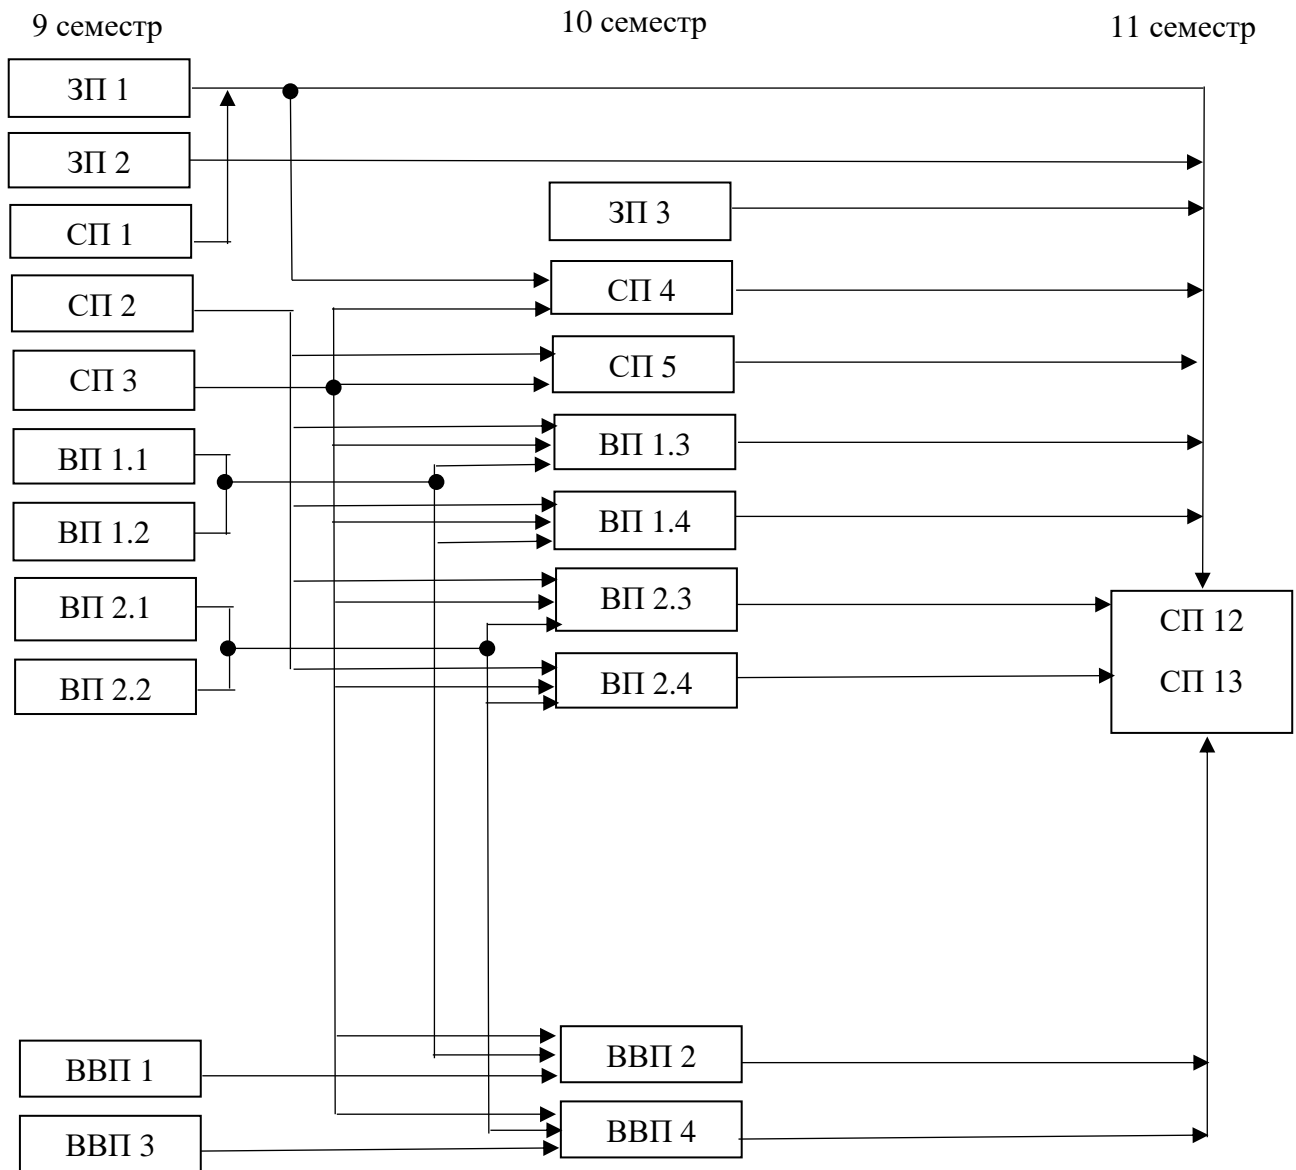 9 семестр
10 семестр
11 семестр
ЗП 1
ЗП 2
СП 1
СП 2
СП 3
ВП 1.1
ВП 1.2
ВП 2.1
ВП 2.2
ВВП 1
ВВП 3
ЗП 3
СП 4
СП 5
ВП 1.3
ВП 1.4
ВП 2.3
ВП 2.4
ВВП 2
ВВП 4
СП 12
СП 13